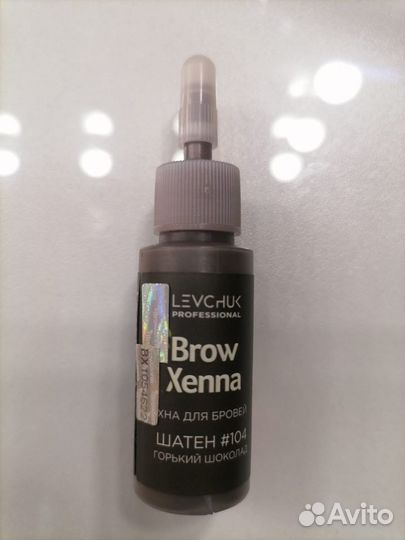 LEVCHUK
PROFESSIONAL
Brow
Xenna
ХНА ДЛЯ БРОВЕЙ
ШАТЕН #104
ГОРЬКИЙ ШОКОЛАД
Avito